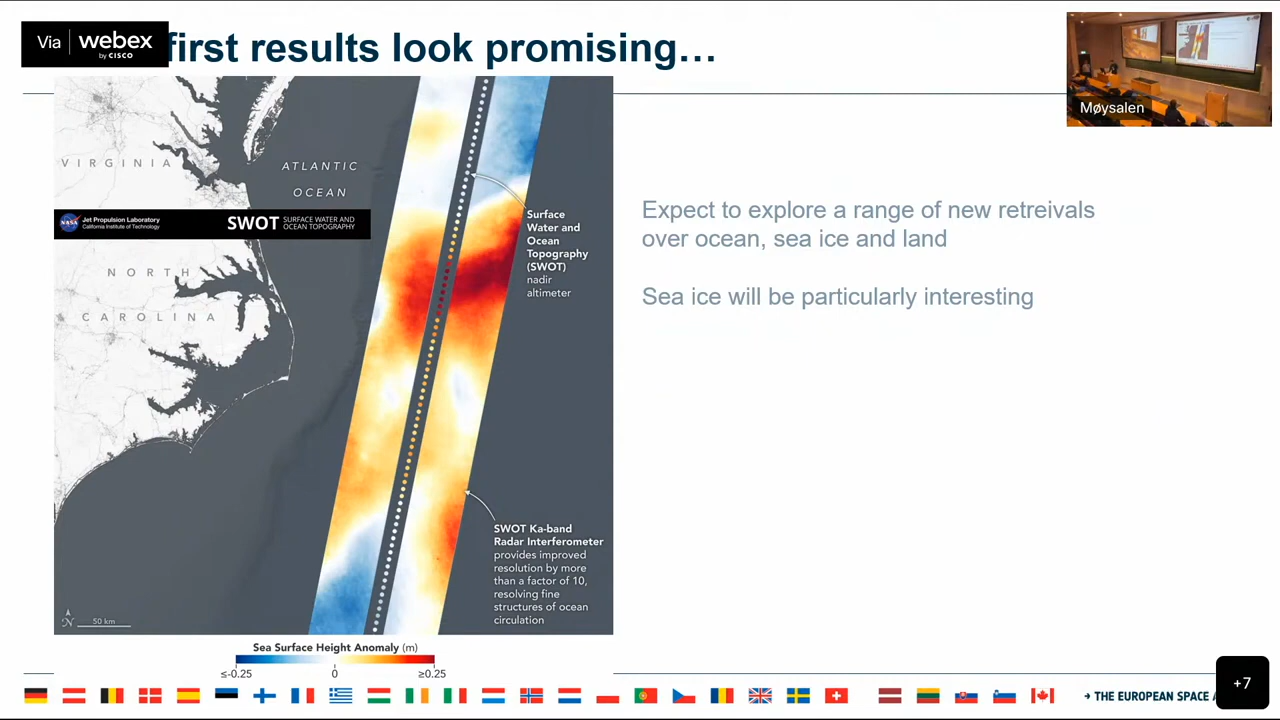 Via webex
by CISCO
first results look promising…
Møysalen
VIRGINIA
ATLANTIC
OCEAN
NASA
Jet Propulsion Laboratory
California Institute of Technology
SWOT
SURFACE WATER AND
OCEAN TOPOGRAPHY
NORTH
CAROLINA
Surface
Water and
Ocean
Topography
(SWOT)
nadir
altimeter
SWOT Ka-band
Radar Interferometer
provides improved
resolution by more
than a factor of 10,
resolving fine
structures of ocean
circulation
N
50 km
Sea Surface Height Anomaly (m)
≤-0.25 0 ≥0.25
Expect to explore a range of new retreivals
over ocean, sea ice and land
Sea ice will be particularly interesting
→ THE EUROPEAN SPACE
+7